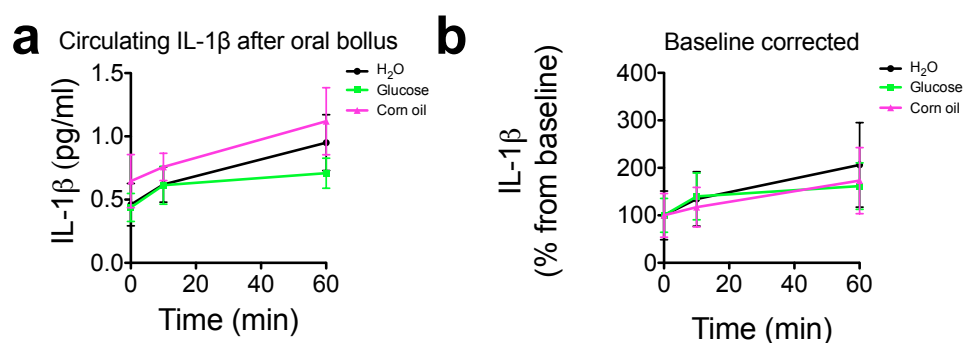 a
Circulating IL-1β after oral bollus
H₂O
Glucose
Corn oil
IL-1β (pg/ml)
1.5
1.0
0.5
0.0
0 20 40 60
Time (min)
b
Baseline corrected
H₂O
Glucose
Corn oil
IL-1β
(% from baseline)
400
300
200
100
0
0 20 40 60
Time (min)